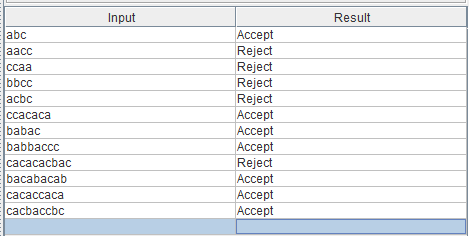 Input Result
abc Accept
aacc Reject
ccaa Reject
bbcc Reject
acbc Reject
ccacaca Accept
babac Accept
babbaccc Accept
cacacacbac Reject
bacabacab Accept
cacaccaca Accept
cacbaccbc Accept